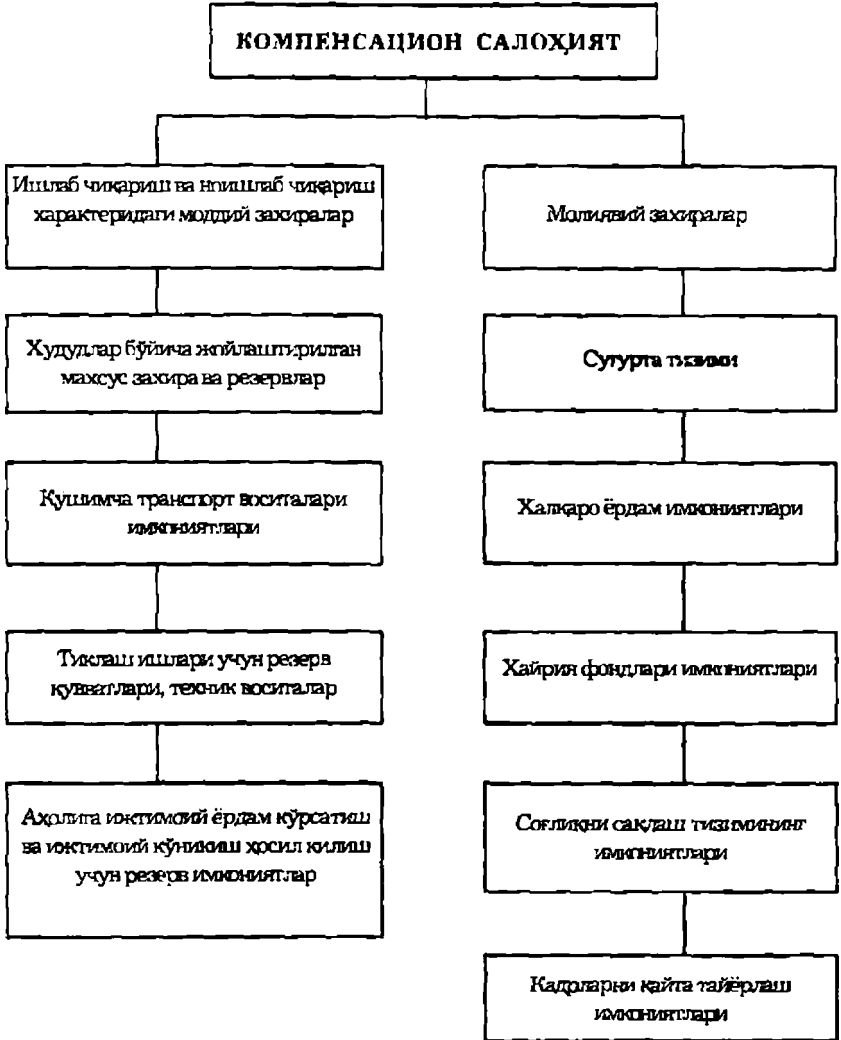 КОМПЕНСАЦИОН САЛОҲИЯТ
Ишлаб чиқариш ва ноишлаб чиқариш
характеридаги моддий захиралар
Худудлар бўйича жойлаштирилган
махсус захира ва резервлар
Қушимча транспорт воситалари
имкониятлари
Тиклаш ишлари учун резерв
қувватлари, техник воситалар
Аҳолига ижтимоий ёрдам кўрсатиш
ва ижтимоий кўникиш ҳосил қилиш
учун резерв имкониятлар
Молиявий захиралар
Суғурта тизими
Халқаро ёрдам имкониятлари
Хайрия фондлари имкониятлари
Соғлиқни сақлаш тизимининг
имкониятлари
Кадрларни қайта тайёрлаш
имкониятлари